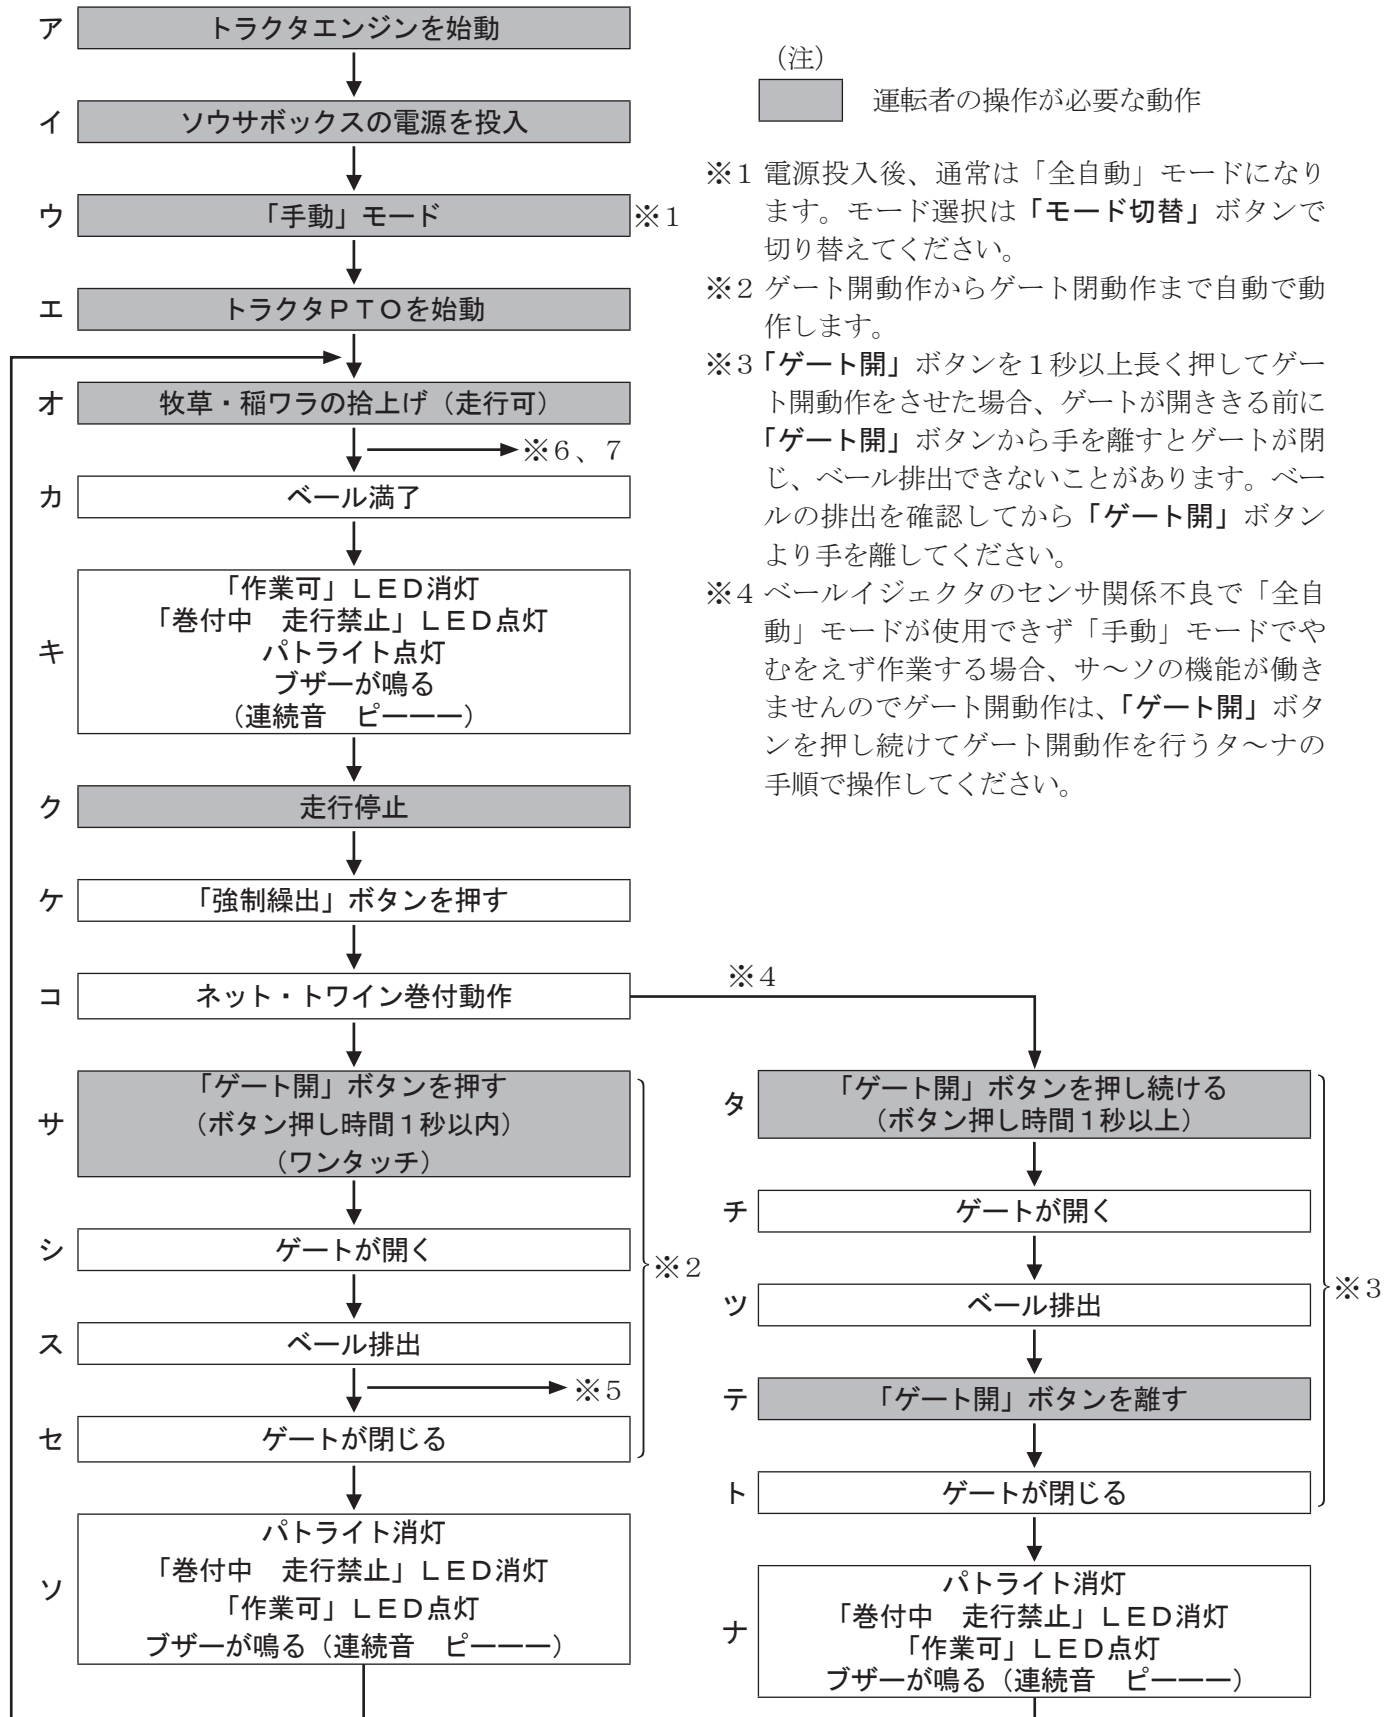 ア トラクタエンジンを始動
イ ソウサボックスの電源を投入
ウ 「手動」モード ※1
エ トラクタPTOを始動
オ 牧草・稲ワラの拾上げ（走行可）
※6、7
カ ベール満了
キ
「作業可」LED消灯
「巻付中　走行禁止」LED点灯
パトライト点灯
ブザーが鳴る
（連続音　ピーーー）
ク 走行停止
ケ 「強制繰出」ボタンを押す
コ ネット・トワイン巻付動作
※4
サ
「ゲート開」ボタンを押す
（ボタン押し時間1秒以内）
（ワンタッチ）
シ ゲートが開く
※2
ス ベール排出
※5
セ ゲートが閉じる
ソ
パトライト消灯
「巻付中　走行禁止」LED消灯
「作業可」LED点灯
ブザーが鳴る（連続音　ピーーー）
（注）
運転者の操作が必要な動作
※1 電源投入後、通常は「全自動」モードになり
ます。モード選択は「モード切替」ボタンで
切り替えてください。
※2 ゲート開動作からゲート閉動作まで自動で動
作します。
※3「ゲート開」ボタンを1秒以上長く押してゲー
ト開動作をさせた場合、ゲートが開ききる前に
「ゲート開」ボタンから手を離すとゲートが閉
じ、ベール排出できないことがあります。ベー
ルの排出を確認してから「ゲート開」ボタン
より手を離してください。
※4 ベールイジェクタのセンサ関係不良で「全自
動」モードが使用できず「手動」モードでや
むをえず作業する場合、サ～ソの機能が働き
ませんのでゲート開動作は、「ゲート開」ボタ
ンを押し続けてゲート開動作を行うタ～ナの
手順で操作してください。
タ
「ゲート開」ボタンを押し続ける
（ボタン押し時間1秒以上）
チ ゲートが開く
ツ ベール排出
※3
テ 「ゲート開」ボタンを離す
ト ゲートが閉じる
ナ
パトライト消灯
「巻付中　走行禁止」LED消灯
「作業可」LED点灯
ブザーが鳴る（連続音　ピーーー）